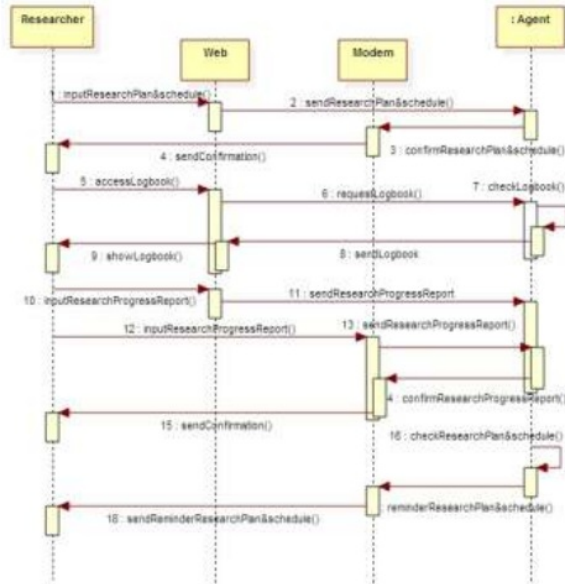 Researcher
Web
Modem
: Agent
1 : inputResearchPlan&schedule()
2 : sendResearchPlan&schedule()
3 : confirmResearchPlan&schedule()
4 : sendConfirmation()
5 : accessLogbook()
6 : requestLogbook()
7 : checkLogbook()
8 : sendLogbook
9 : showLogbook()
10 : inputResearchProgressReport()
11 : sendResearchProgressReport
12 : inputResearchProgressReport()
13 : sendResearchProgressReport()
4 : confirmResearchProgressReport()
15 : sendConfirmation()
16 : checkResearchPlan&schedule()
reminderResearchPlan&schedule()
18 : sendReminderResearchPlan&schedule()